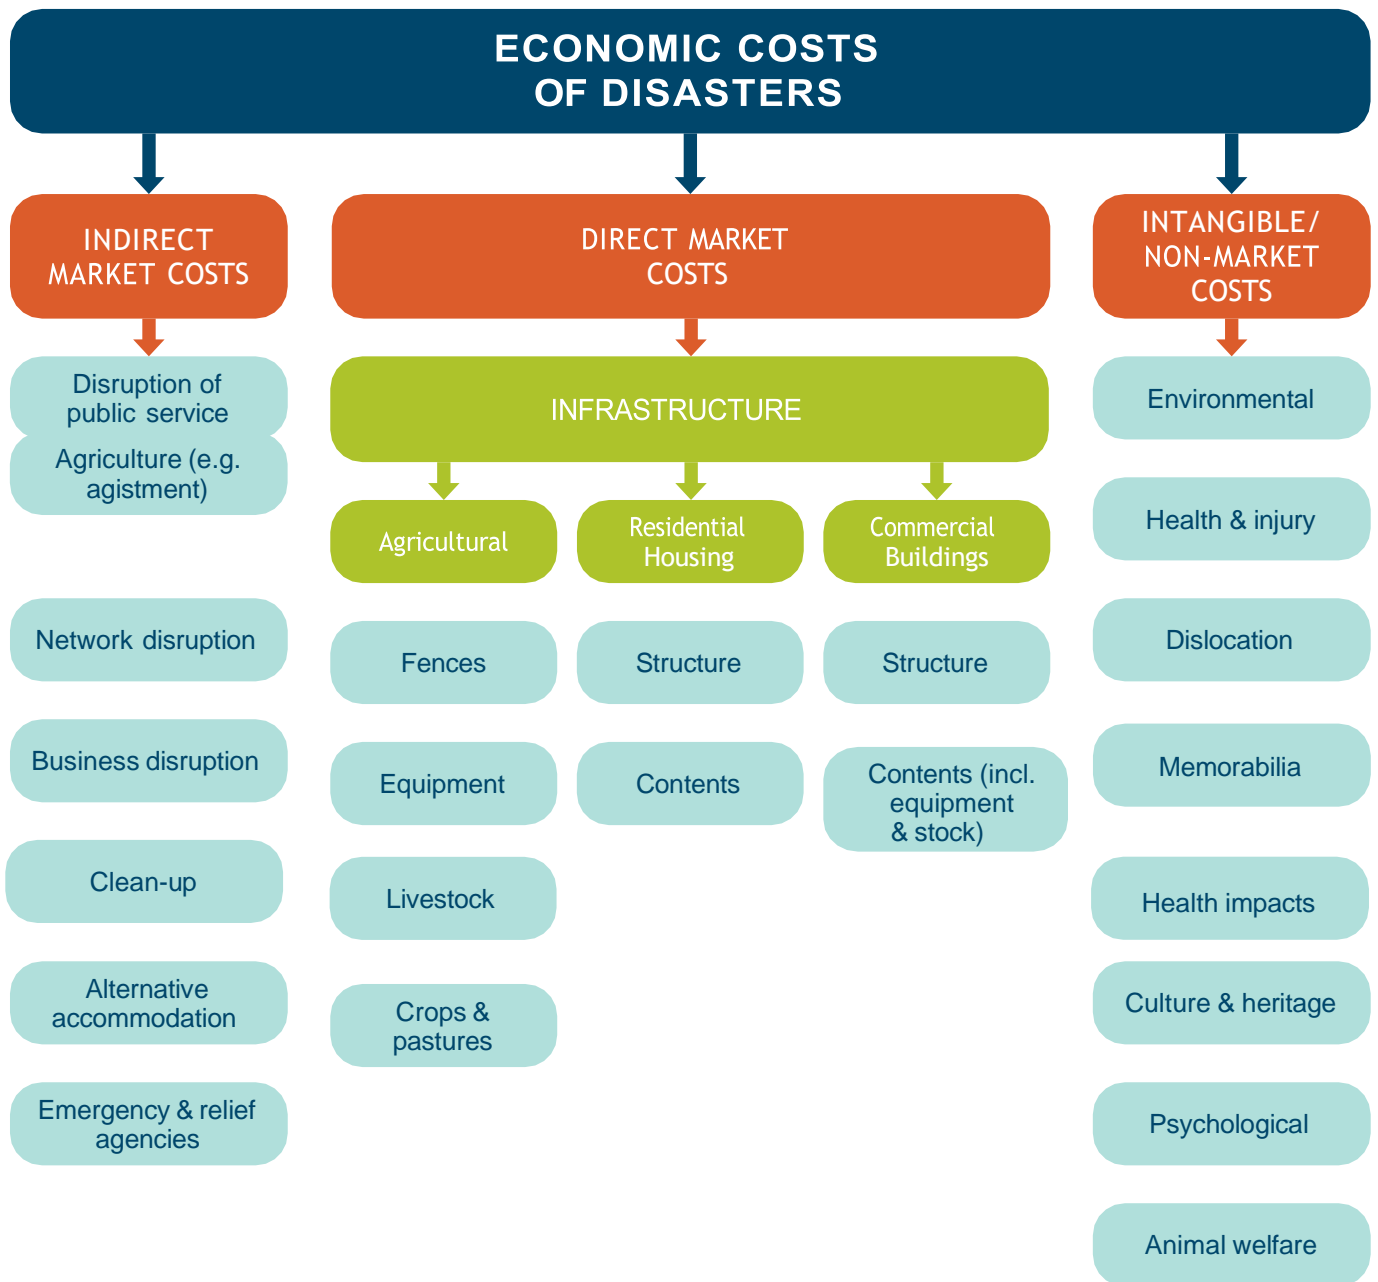 ECONOMIC COSTS
OF DISASTERS
INDIRECT
MARKET COSTS
Disruption of
public service
Agriculture (e.g.
agistment)
Network disruption
Business disruption
Clean-up
Alternative
accommodation
Emergency & relief
agencies
DIRECT MARKET
COSTS
INFRASTRUCTURE
Agricultural
Fences
Equipment
Livestock
Crops &
pastures
Residential
Housing
Structure
Contents
Commercial
Buildings
Structure
Contents (incl.
equipment
& stock)
INTANGIBLE/
NON-MARKET
COSTS
Environmental
Health & injury
Dislocation
Memorabilia
Health impacts
Culture & heritage
Psychological
Animal welfare